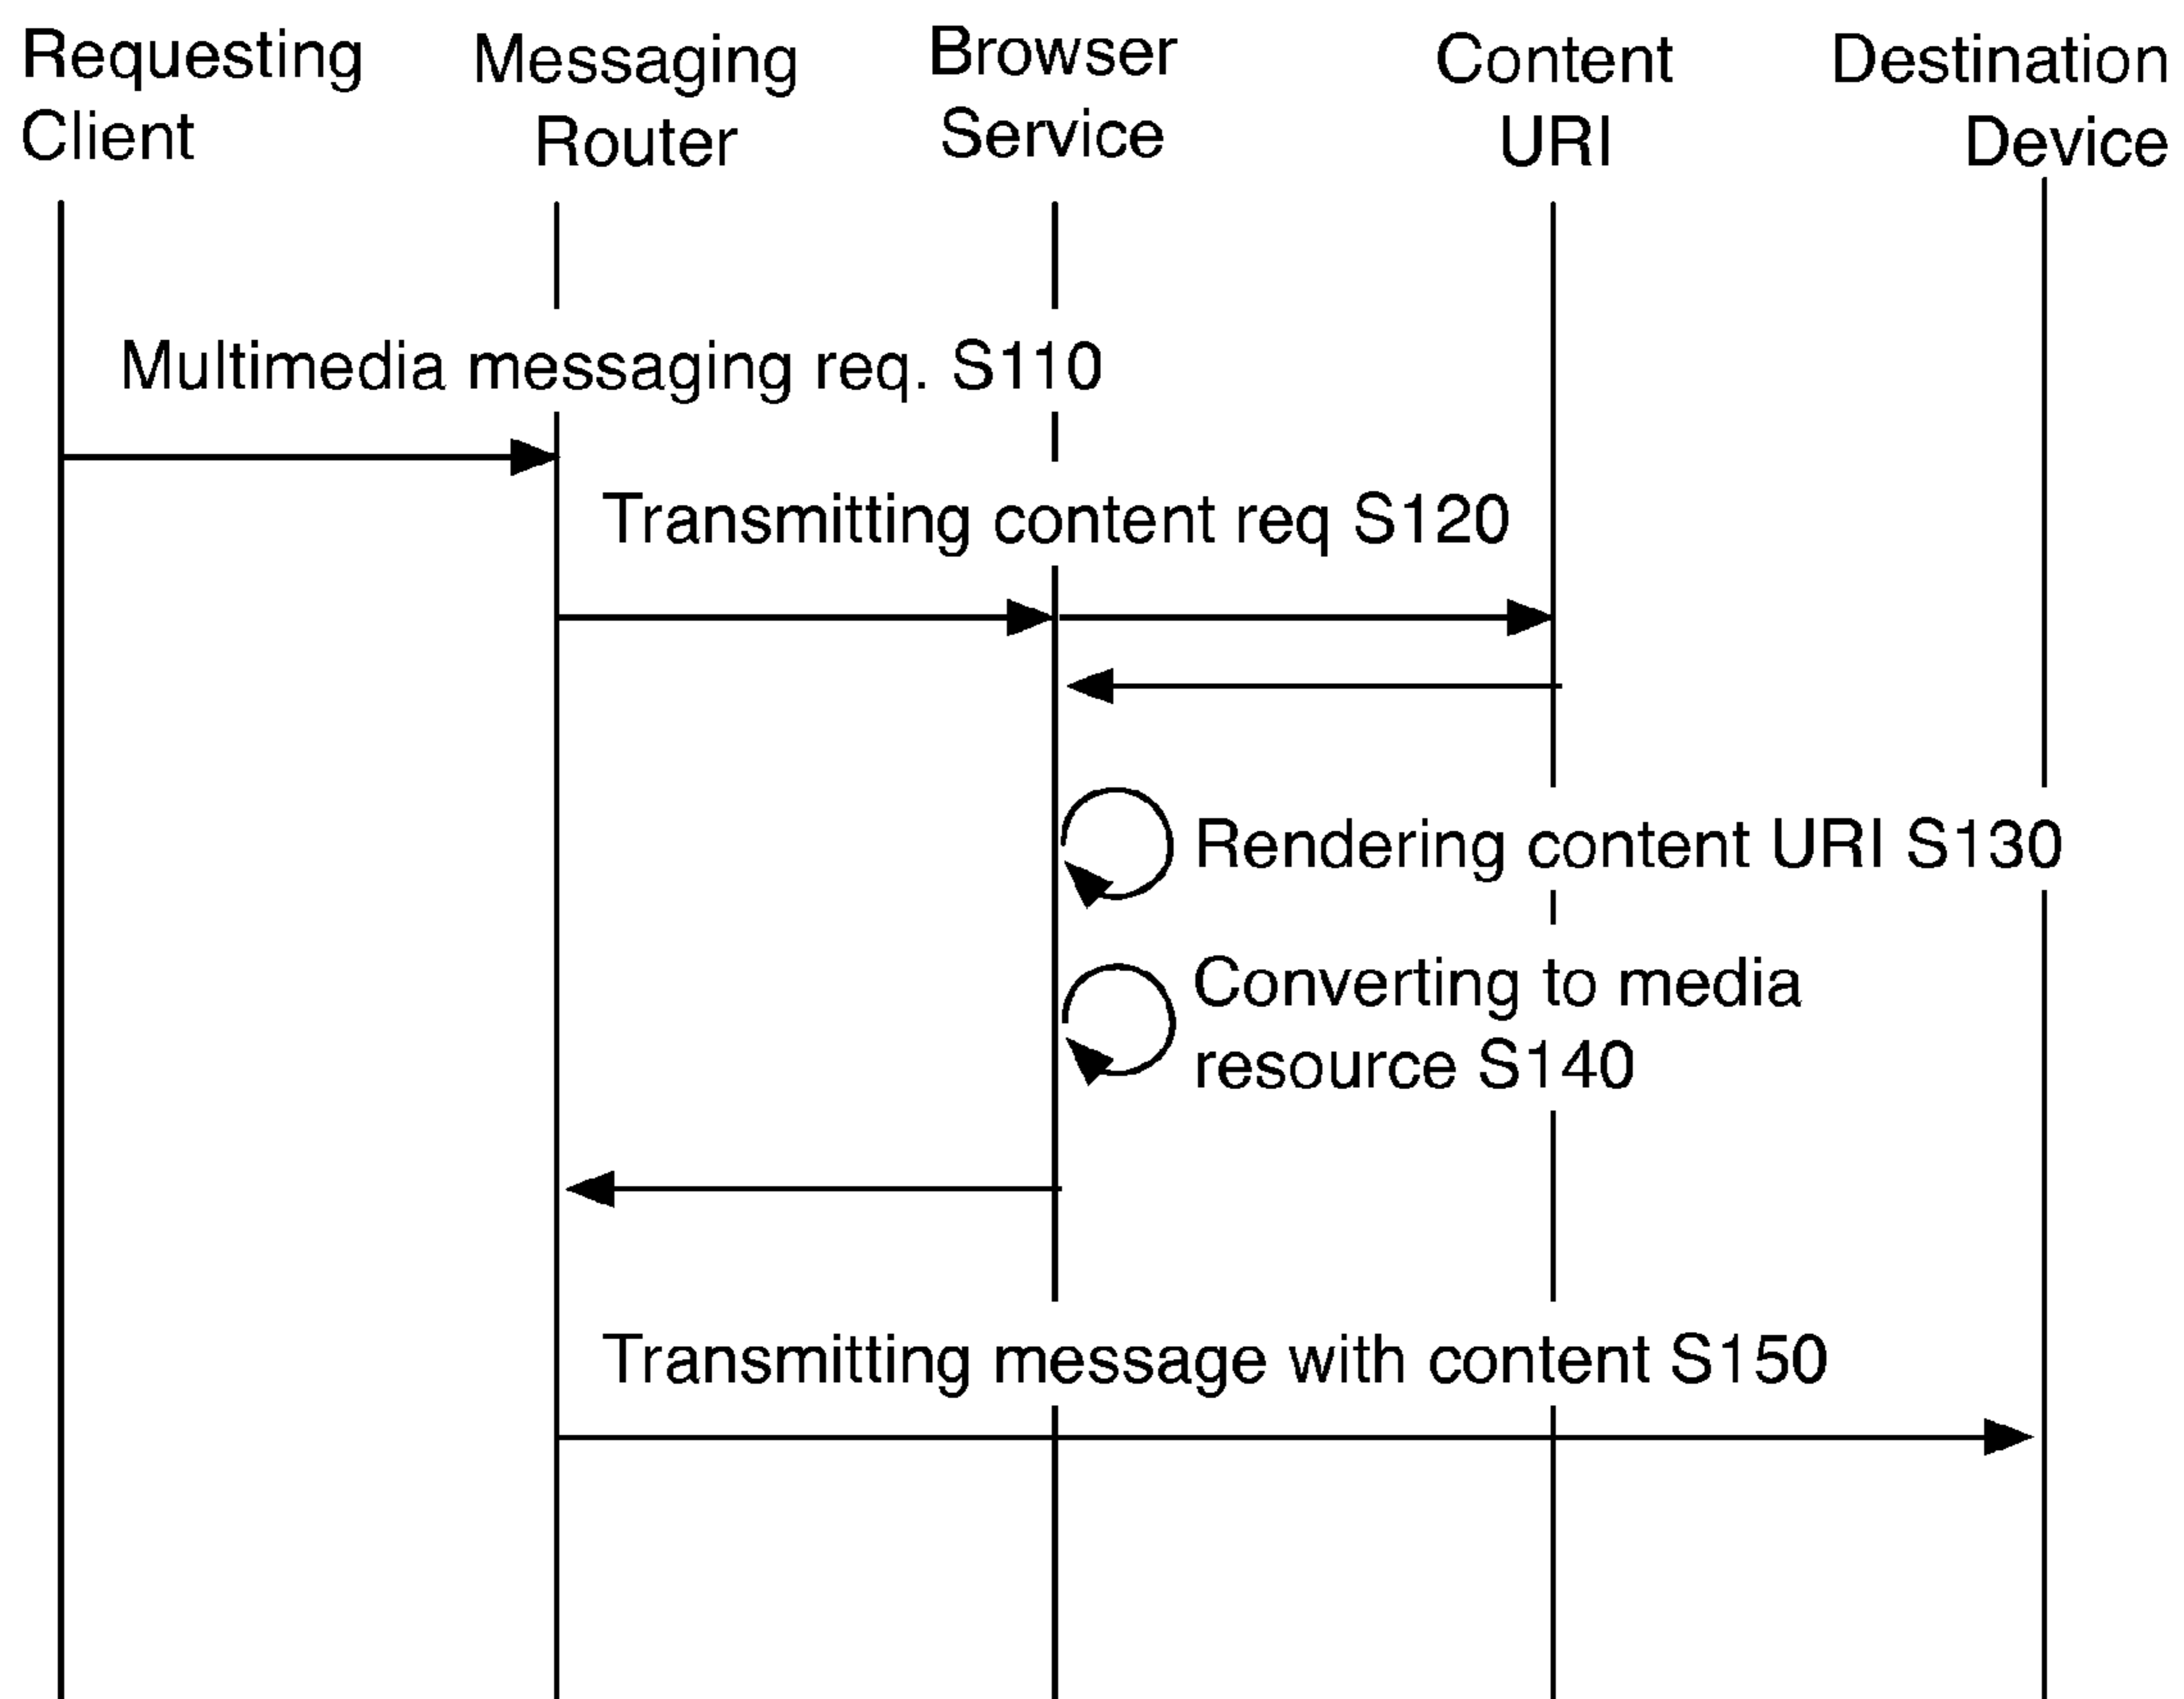 Requesting
Client
Messaging
Router
Browser
Service
Content
URI
Destination
Device
Multimedia messaging req. S110
Transmitting content req S120
Rendering content URI S130
Converting to media
resource S140
Transmitting message with content S150